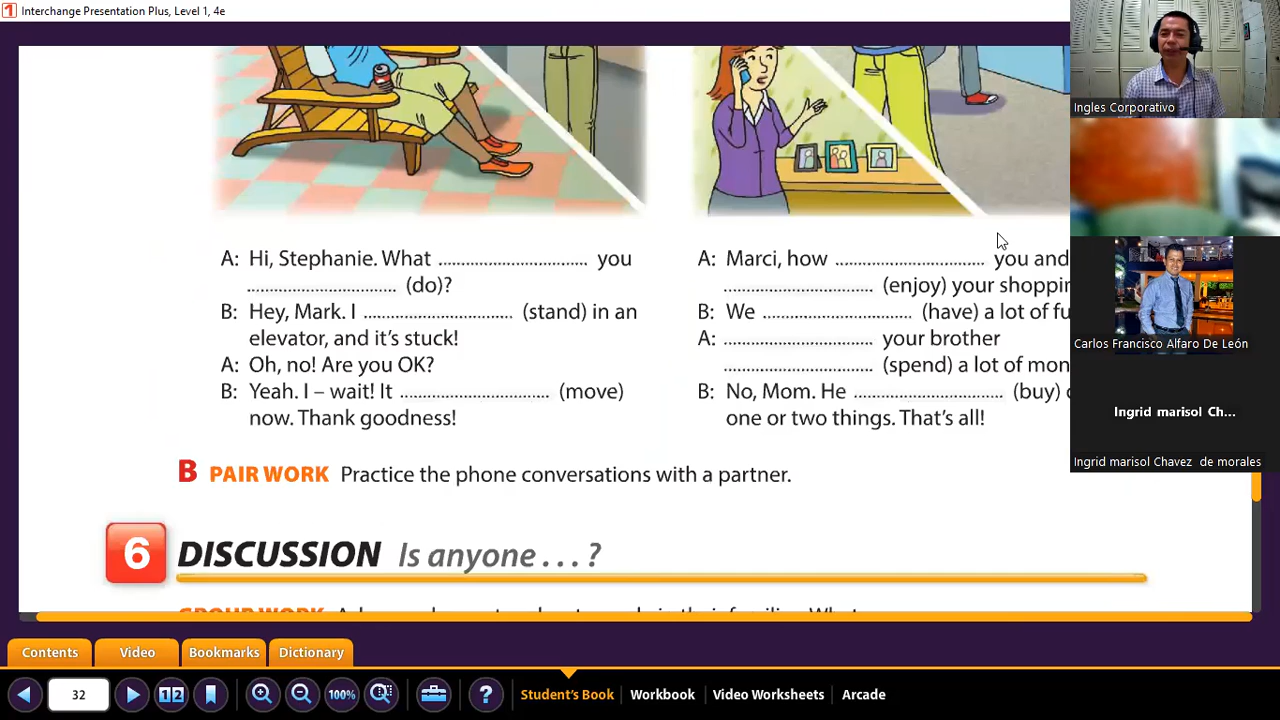 Interchange Presentation Plus, Level 1, 4e
Ingles Corporativo
Carlos Francisco Alfaro De León
Ingrid marisol Ch...
Ingrid marisol Chavez de morales
A: Hi, Stephanie. What .............................. you
.............................. (do)?
B: Hey, Mark. I .............................. (stand) in an
elevator, and it's stuck!
A: Oh, no! Are you OK?
B: Yeah. I – wait! It .............................. (move)
now. Thank goodness!
A: Marci, how .............................. you and
.............................. (enjoy) your shoppin
B: We .............................. (have) a lot of fu
A: .............................. your brother
.............................. (spend) a lot of mon
B: No, Mom. He .............................. (buy)
one or two things. That's all!
B PAIR WORK Practice the phone conversations with a partner.
6 DISCUSSION Is anyone . . . ?
Contents Video Bookmarks Dictionary
32 1 2 100% ? Student's Book Workbook Video Worksheets Arcade